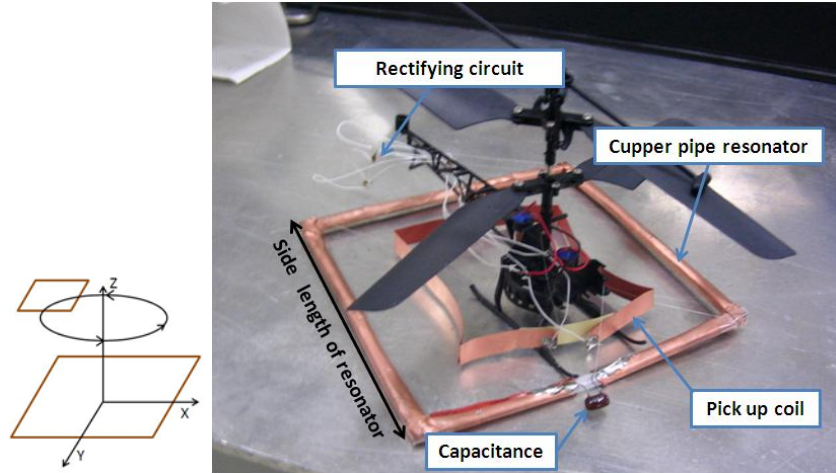 Z
X
Y
Rectifying circuit
Cupper pipe resonator
Side length of resonator
Pick up coil
Capacitance